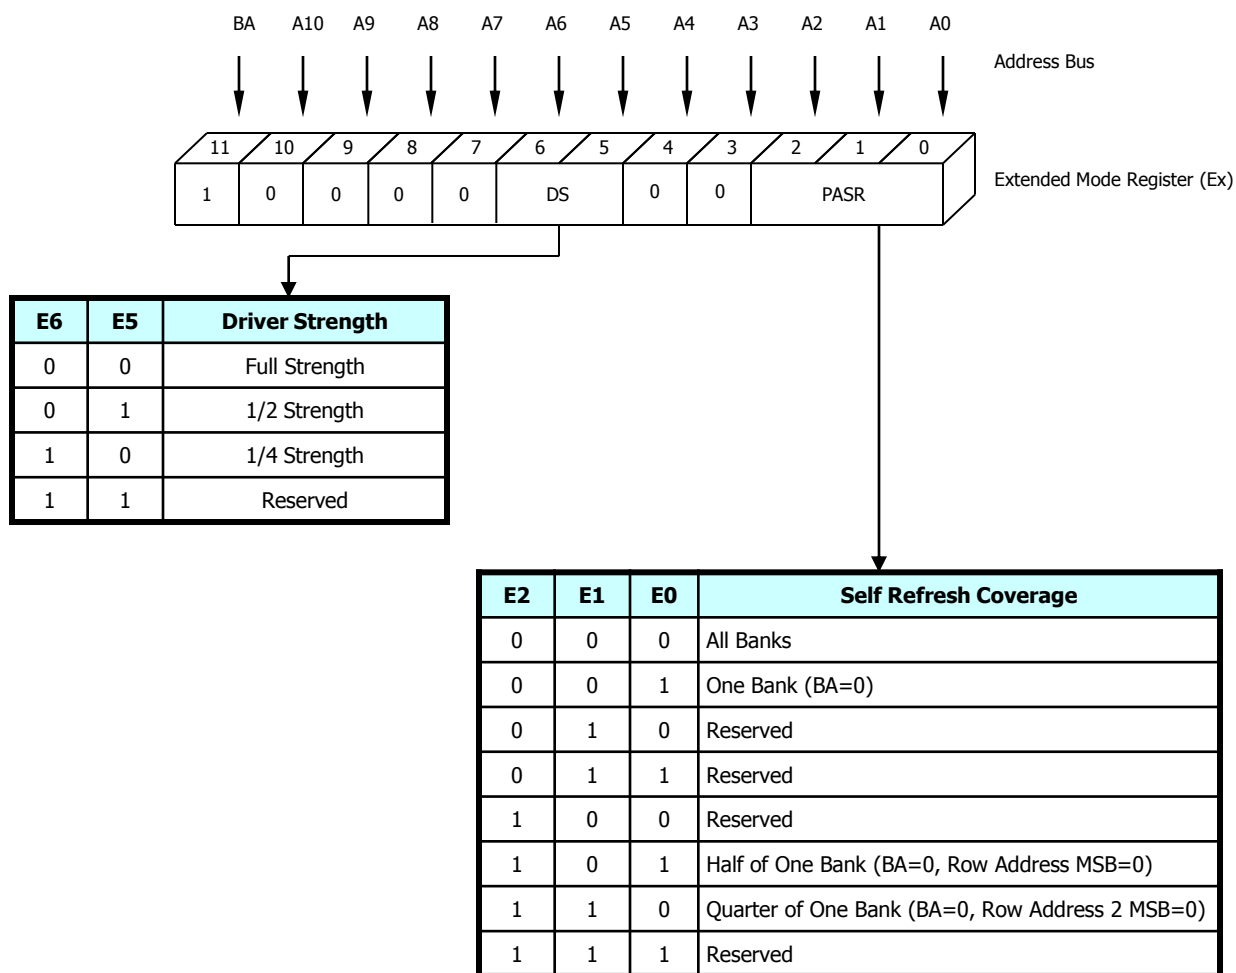 BA A10 A9 A8 A7 A6 A5 A4 A3 A2 A1 A0
Address Bus
11 10 9 8 7 6 5 4 3 2 1 0
1 0 0 0 0 DS 0 0 PASR
Extended Mode Register (Ex)
E6 E5 Driver Strength
0 0 Full Strength
0 1 1/2 Strength
1 0 1/4 Strength
1 1 Reserved
E2 E1 E0 Self Refresh Coverage
0 0 0 All Banks
0 0 1 One Bank (BA=0)
0 1 0 Reserved
0 1 1 Reserved
1 0 0 Reserved
1 0 1 Half of One Bank (BA=0, Row Address MSB=0)
1 1 0 Quarter of One Bank (BA=0, Row Address 2 MSB=0)
1 1 1 Reserved